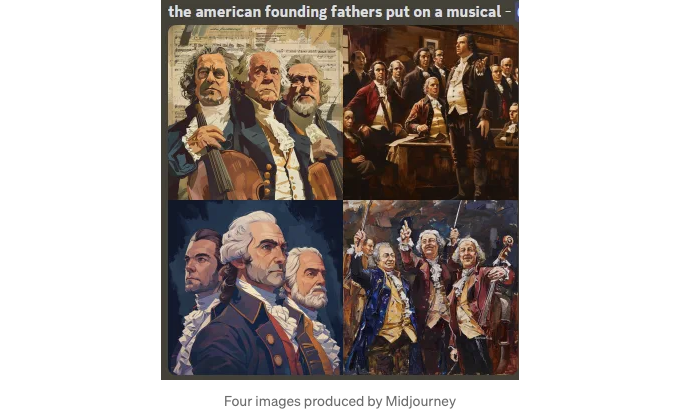 the american founding fathers put on a musical -
Four images produced by Midjourney